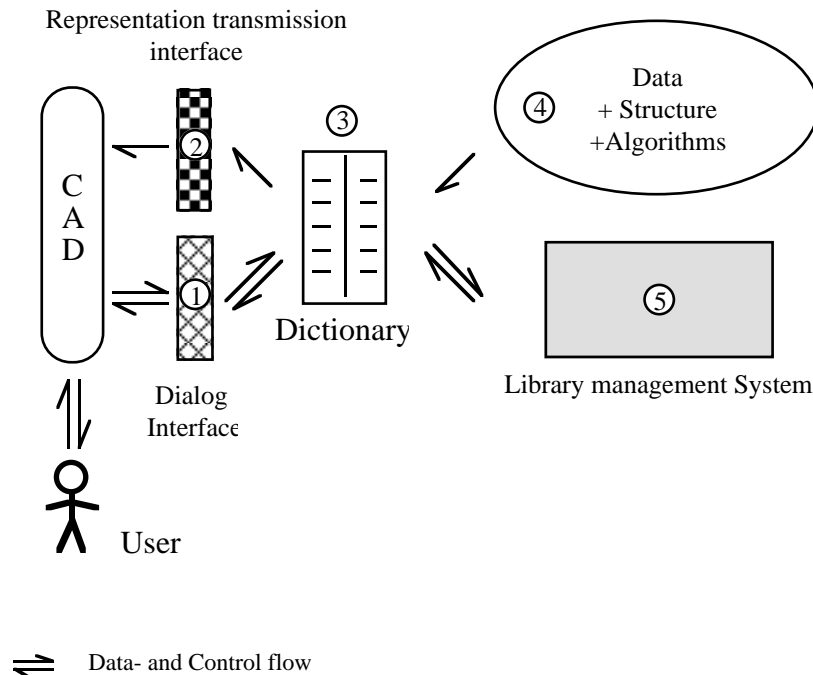 Representation transmission
interface
C
A
D
2
1
3
Dictionary
4
Data
+ Structure
+Algorithms
5
Library management System
Dialog
Interface
User
Data- and Control flow